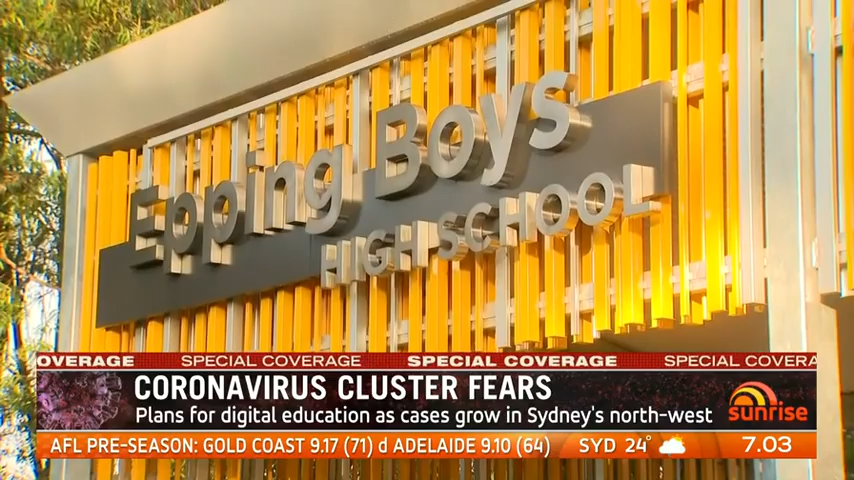 Epping Boys
HIGH SCHOOL
OVERAGE SPECIAL COVERAGE SPECIAL COVERAGE SPECIAL COVERA
CORONAVIRUS CLUSTER FEARS
Plans for digital education as cases grow in Sydney's north-west
sunrise
AFL PRE-SEASON: GOLD COAST 9.17 (71) d ADELAIDE 9.10 (64) SYD 24° 7.03